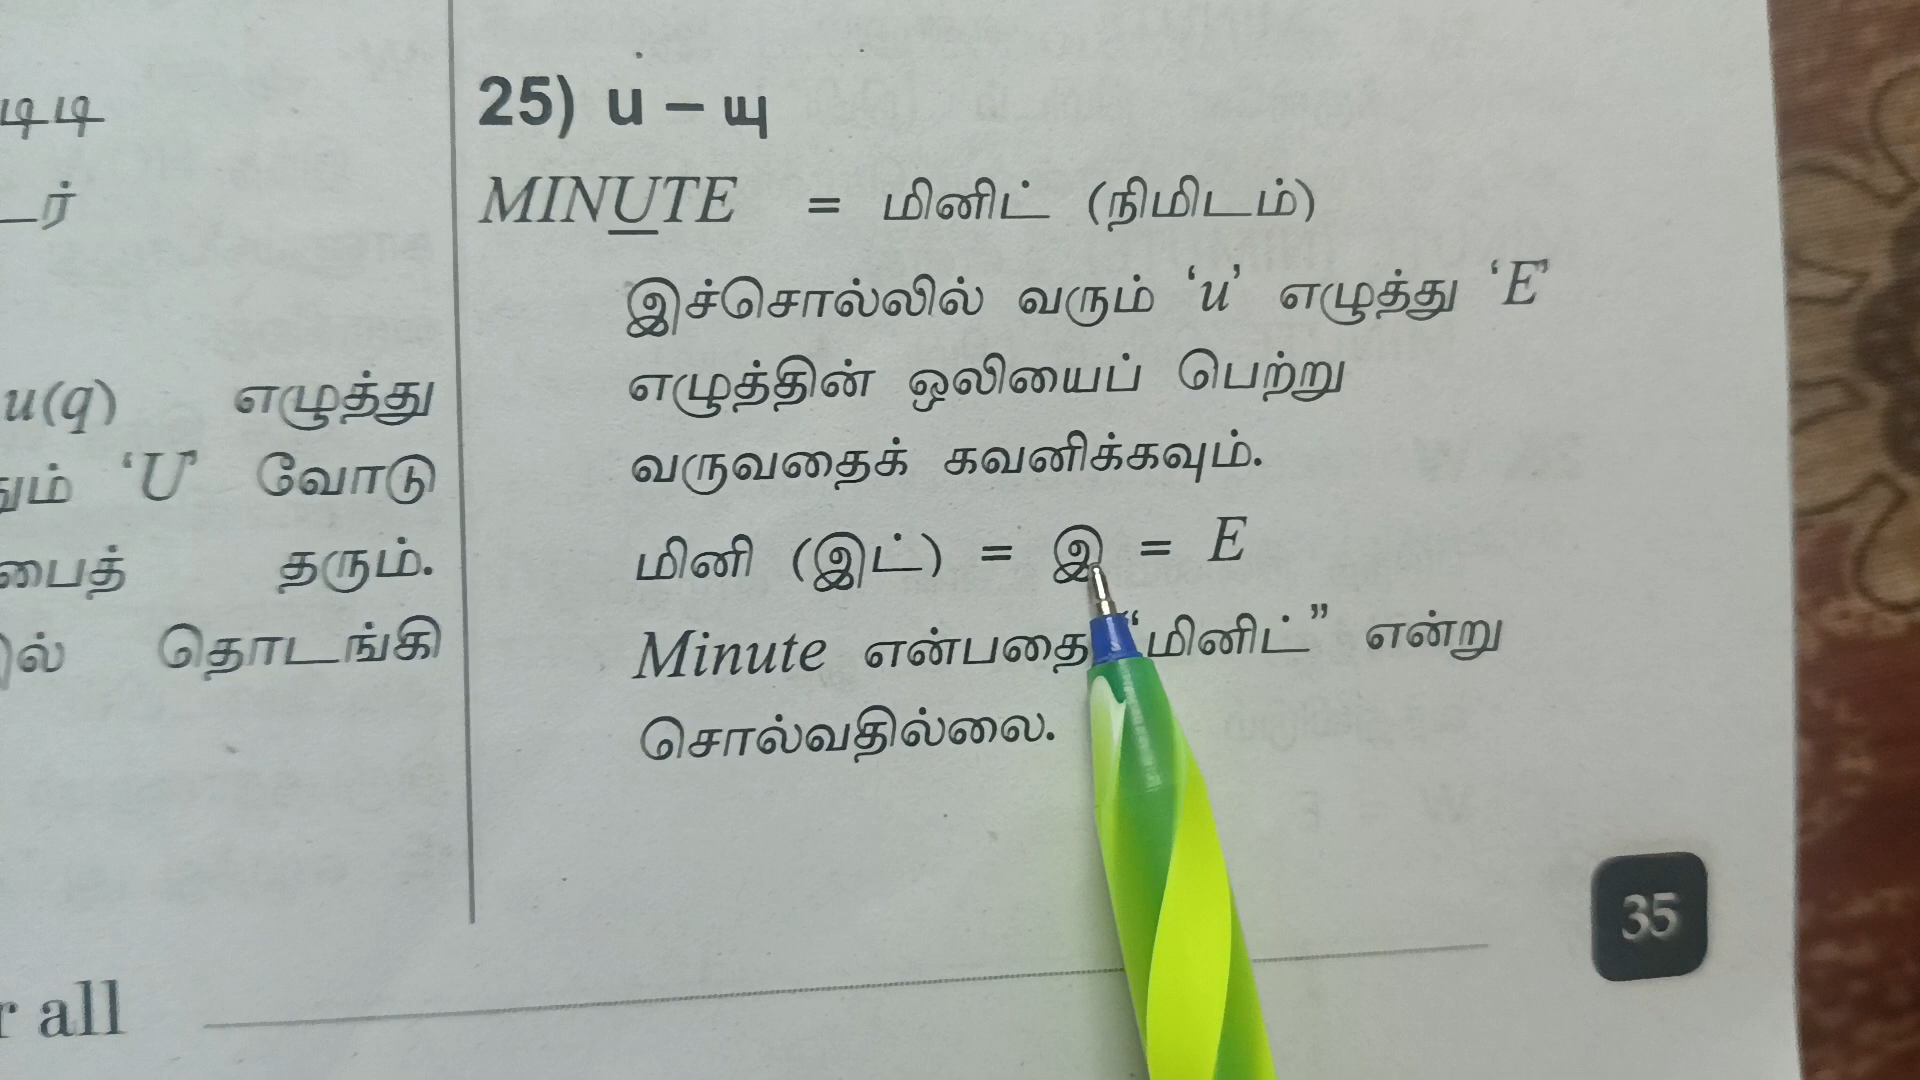 டிடி
டர்
u(q) எழுத்து
ும் ‘U’ வோடு
பைத் தரும்.
ில் தொடங்கி
25) u – யு
MINUTE = மினிட் (நிமிடம்)
இச்சொல்லில் வரும் ‘u’ எழுத்து ‘E’
எழுத்தின் ஒலியைப் பெற்று
வருவதைக் கவனிக்கவும்.
மினி (இட்) = இ = E
Minute என்பதை “மினிட்” என்று
சொல்வதில்லை.
35
r all